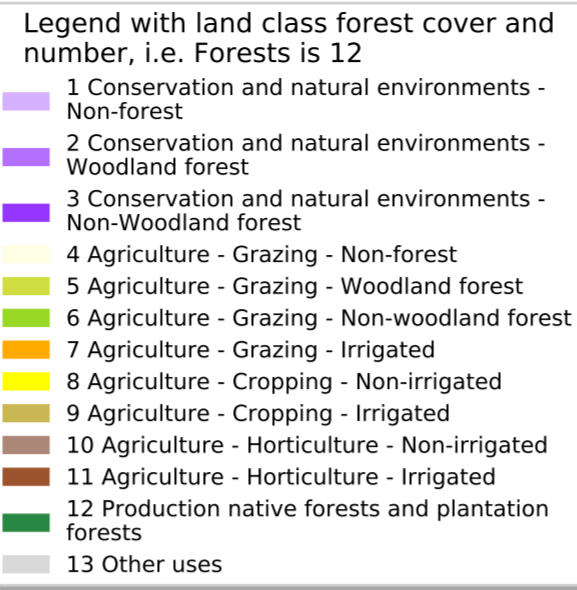 Legend with land class forest cover and
number, i.e. Forests is 12
1 Conservation and natural environments -
Non-forest
2 Conservation and natural environments -
Woodland forest
3 Conservation and natural environments -
Non-Woodland forest
4 Agriculture - Grazing - Non-forest
5 Agriculture - Grazing - Woodland forest
6 Agriculture - Grazing - Non-woodland forest
7 Agriculture - Grazing - Irrigated
8 Agriculture - Cropping - Non-irrigated
9 Agriculture - Cropping - Irrigated
10 Agriculture - Horticulture - Non-irrigated
11 Agriculture - Horticulture - Irrigated
12 Production native forests and plantation
forests
13 Other uses